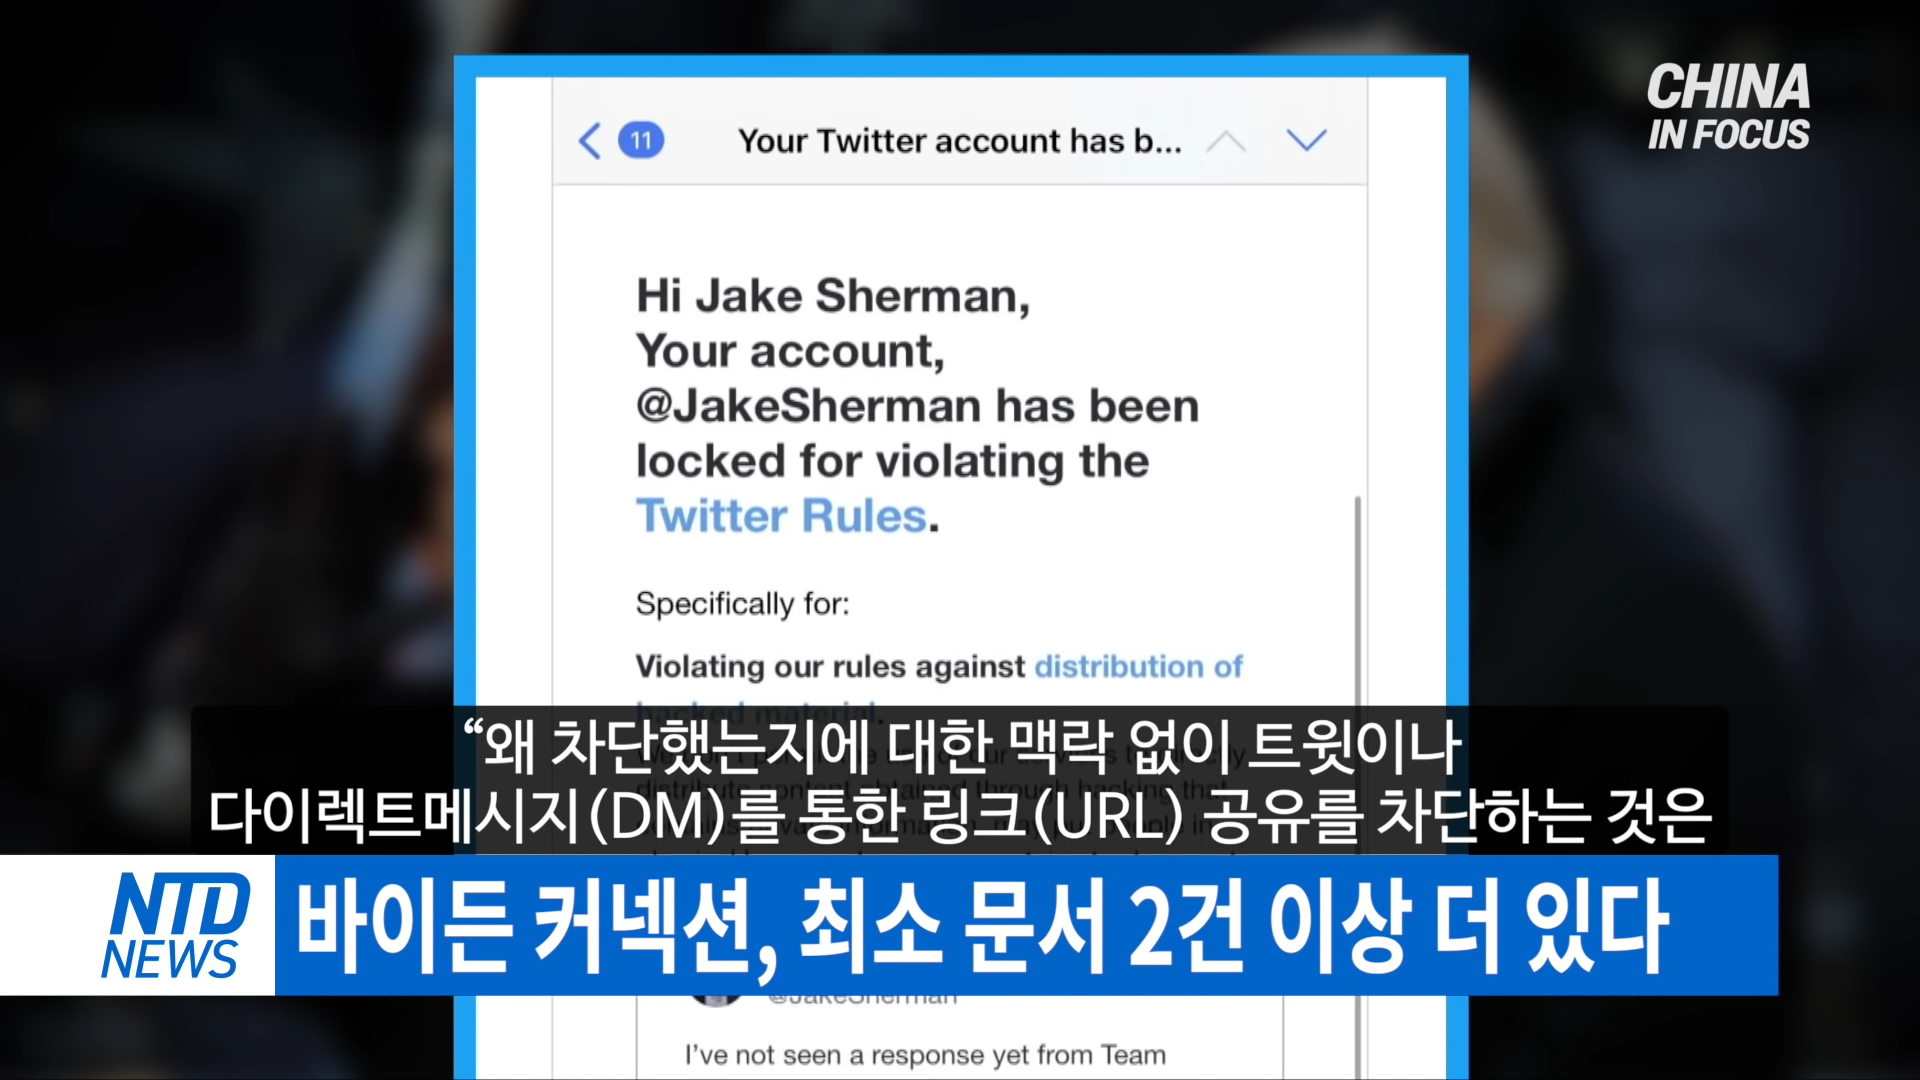 CHINA
IN FOCUS
11
Your Twitter account has b...
Hi Jake Sherman,
Your account,
@JakeSherman has been
locked for violating the
Twitter Rules.
Specifically for:
Violating our rules against distribution of
hacked material.
“왜 차단했는지에 대한 맥락 없이 트윗이나
다이렉트메시지(DM)를 통한 링크(URL) 공유를 차단하는 것은
NTD
NEWS
바이든 커넥션, 최소 문서 2건 이상 더 있다
@JakeSherman
I’ve not seen a response yet from Team